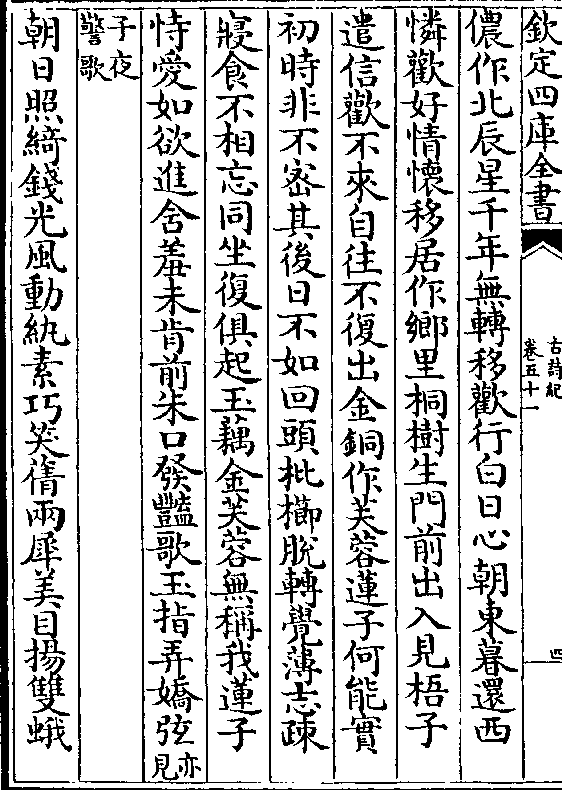 欽定四庫全書
古詩紀
卷五十一
四
儂作北辰星千年無轉移歡行白日心朝東暮還西
憐歡好情懷移居作鄉里桐樹生門前出入見梧子
遣信歡不來自往不復出金銅作芙蓉蓮子何能實
初時非不密其後日不如回頭枇櫛脫轉覺薄志疎
寢食不相忘同坐復俱起玉藕金芙蓉無稱我蓮子
恃愛如欲進含羞未肯前朱口發豔歌玉指弄嬌弦亦見
子夜警歌
朝日照綺錢光風動紈素巧笑蒨兩犀美目揚雙蛾